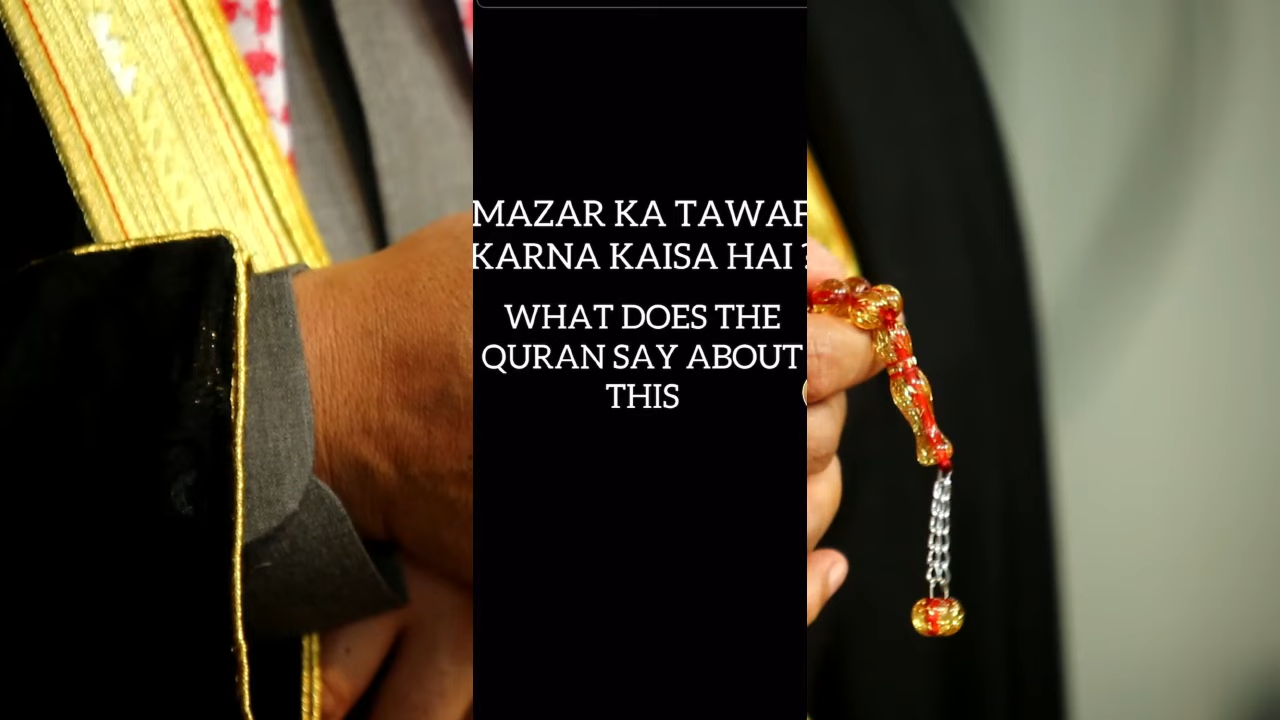 MAZAR KA TAWAF
KARNA KAISA HAI ?
WHAT DOES THE
QURAN SAY ABOUT
THIS